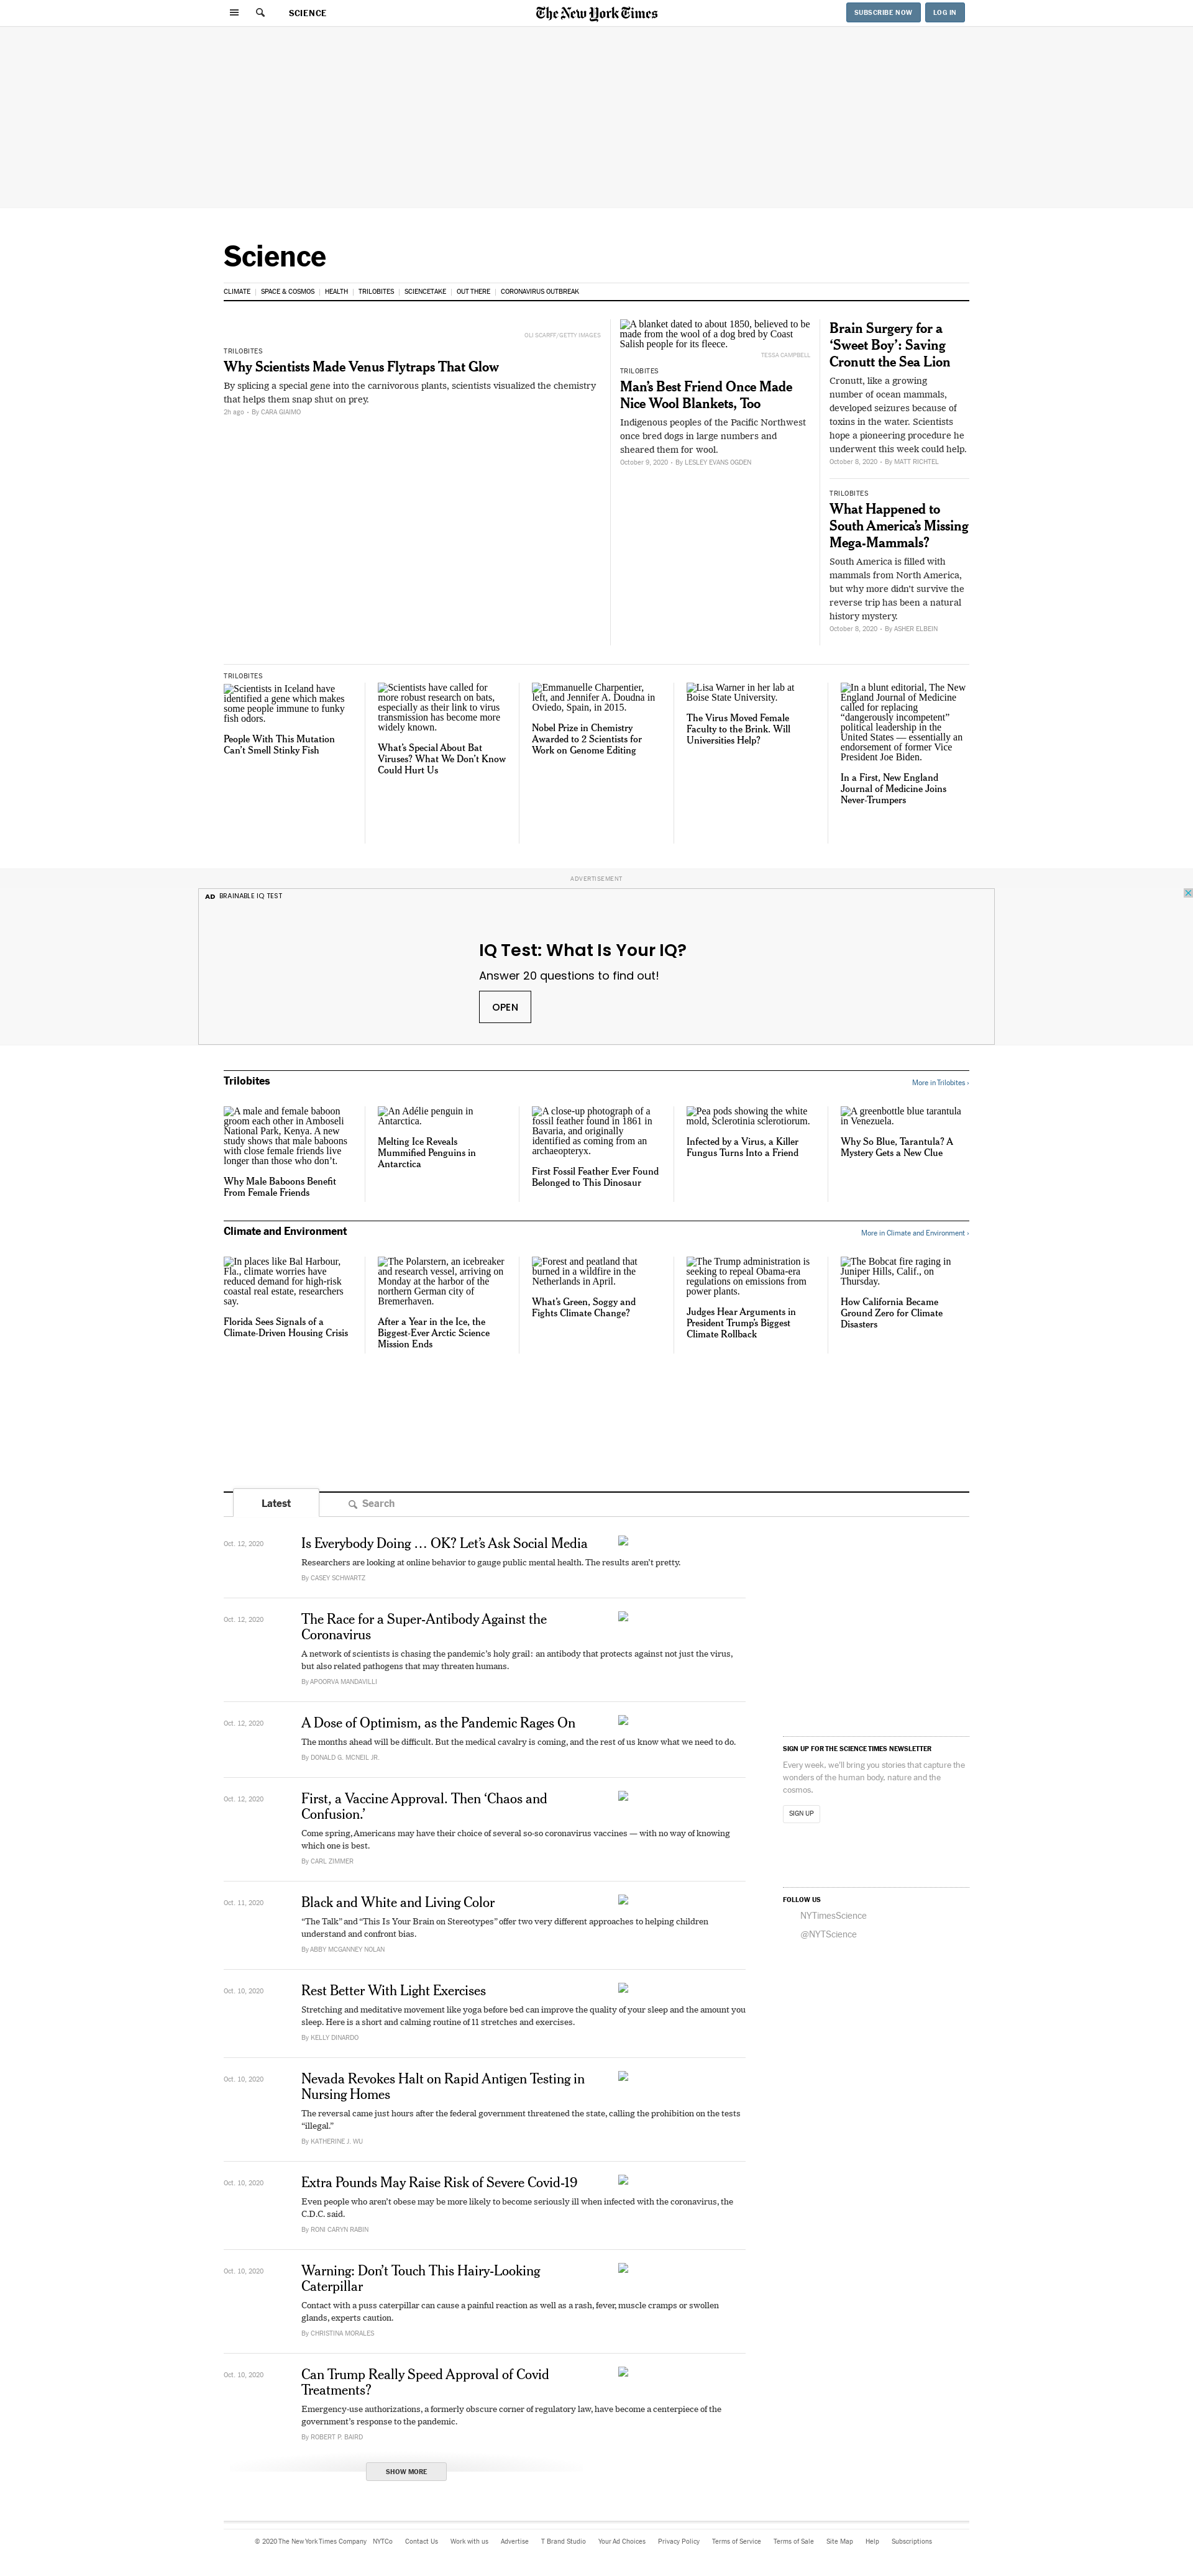 SCIENCE
The New York Times
SUBSCRIBE NOW
LOG IN
Science
CLIMATE
SPACE & COSMOS
HEALTH
TRILOBITES
SCIENCETAKE
OUT THERE
CORONAVIRUS OUTBREAK
OLI SCARFF/GETTY IMAGES
TRILOBITES
Why Scientists Made Venus Flytraps That Glow
By splicing a special gene into the carnivorous plants, scientists visualized the chemistry
that helps them snap shut on prey.
2h ago • By CARA GIAIMO
A blanket dated to about 1850, believed to be
made from the wool of a dog bred by Coast
Salish people for its fleece.
TESSA CAMPBELL
TRILOBITES
Man's Best Friend Once Made
Nice Wool Blankets, Too
Indigenous peoples of the Pacific Northwest
once bred dogs in large numbers and
sheared them for wool.
October 9, 2020 • By LESLEY EVANS OGDEN
Brain Surgery for a
‘Sweet Boy’: Saving
Cronutt the Sea Lion
Cronutt, like a growing
number of ocean mammals,
developed seizures because of
toxins in the water. Scientists
hope a pioneering procedure he
underwent this week could help.
October 8, 2020 • By MATT RICHTEL
TRILOBITES
What Happened to
South America’s Missing
Mega-Mammals?
South America is filled with
mammals from North America,
but why more didn’t survive the
reverse trip has been a natural
history mystery.
October 8, 2020 • By ASHER ELBEIN
TRILOBITES
Scientists in Iceland have
identified a gene which makes
some people immune to funky
fish odors.
People With This Mutation
Can’t Smell Stinky Fish
Scientists have called for
more robust research on bats,
especially as their link to virus
transmission has become more
widely known.
What’s Special About Bat
Viruses? What We Don’t Know
Could Hurt Us
Emmanuelle Charpentier,
left, and Jennifer A. Doudna in
Oviedo, Spain, in 2015.
Nobel Prize in Chemistry
Awarded to 2 Scientists for
Work on Genome Editing
Lisa Warner in her lab at
Boise State University.
The Virus Moved Female
Faculty to the Brink. Will
Universities Help?
In a blunt editorial, The New
England Journal of Medicine
called for replacing
“dangerously incompetent”
political leadership in the
United States — essentially an
endorsement of former Vice
President Joe Biden.
In a First, New England
Journal of Medicine Joins
Never-Trumpers
ADVERTISEMENT
AD BRAINABLE IQ TEST
IQ Test: What Is Your IQ?
Answer 20 questions to find out!
OPEN
Trilobites
More in Trilobites ›
A male and female baboon
groom each other in Amboseli
National Park, Kenya. A new
study shows that male baboons
with close female friends live
longer than those who don’t.
Why Male Baboons Benefit
From Female Friends
An Adélie penguin in
Antarctica.
Melting Ice Reveals
Mummified Penguins in
Antarctica
A close-up photograph of a
fossil feather found in 1861 in
Bavaria, and originally
identified as coming from an
archaeopteryx.
First Fossil Feather Ever Found
Belonged to This Dinosaur
Pea pods showing the white
mold, Sclerotinia sclerotiorum.
Infected by a Virus, a Killer
Fungus Turns Into a Friend
A greenbottle blue tarantula
in Venezuela.
Why So Blue, Tarantula? A
Mystery Gets a New Clue
Climate and Environment
More in Climate and Environment ›
In places like Bal Harbour,
Fla., climate worries have
reduced demand for high-risk
coastal real estate, researchers
say.
Florida Sees Signals of a
Climate-Driven Housing Crisis
The Polarstern, an icebreaker
and research vessel, arriving on
Monday at the harbor of the
northern German city of
Bremerhaven.
After a Year in the Ice, the
Biggest-Ever Arctic Science
Mission Ends
Forest and peatland that
burned in a wildfire in the
Netherlands in April.
What’s Green, Soggy and
Fights Climate Change?
The Trump administration is
seeking to repeal Obama-era
regulations on emissions from
power plants.
Judges Hear Arguments in
President Trump’s Biggest
Climate Rollback
The Bobcat fire raging in
Juniper Hills, Calif., on
Thursday.
How California Became
Ground Zero for Climate
Disasters
Latest
Search
Oct. 12, 2020
Is Everybody Doing … OK? Let’s Ask Social Media
Researchers are looking at online behavior to gauge public mental health. The results aren’t pretty.
By CASEY SCHWARTZ
Oct. 12, 2020
The Race for a Super-Antibody Against the
Coronavirus
A network of scientists is chasing the pandemic’s holy grail: an antibody that protects against not just the virus,
but also related pathogens that may threaten humans.
By APOORVA MANDAVILLI
Oct. 12, 2020
A Dose of Optimism, as the Pandemic Rages On
The months ahead will be difficult. But the medical cavalry is coming, and the rest of us know what we need to do.
By DONALD G. MCNEIL JR.
Oct. 12, 2020
First, a Vaccine Approval. Then ‘Chaos and
Confusion.’
Come spring, Americans may have their choice of several so-so coronavirus vaccines — with no way of knowing
which one is best.
By CARL ZIMMER
Oct. 11, 2020
Black and White and Living Color
“The Talk” and “This Is Your Brain on Stereotypes” offer two very different approaches to helping children
understand and confront bias.
By ABBY MCGANNEY NOLAN
Oct. 10, 2020
Rest Better With Light Exercises
Stretching and meditative movement like yoga before bed can improve the quality of your sleep and the amount you
sleep. Here is a short and calming routine of 11 stretches and exercises.
By KELLY DINARDO
Oct. 10, 2020
Nevada Revokes Halt on Rapid Antigen Testing in
Nursing Homes
The reversal came just hours after the federal government threatened the state, calling the prohibition on the tests
“illegal.”
By KATHERINE J. WU
Oct. 10, 2020
Extra Pounds May Raise Risk of Severe Covid-19
Even people who aren’t obese may be more likely to become seriously ill when infected with the coronavirus, the
C.D.C. said.
By RONI CARYN RABIN
Oct. 10, 2020
Warning: Don’t Touch This Hairy-Looking
Caterpillar
Contact with a puss caterpillar can cause a painful reaction as well as a rash, fever, muscle cramps or swollen
glands, experts caution.
By CHRISTINA MORALES
Oct. 10, 2020
Can Trump Really Speed Approval of Covid
Treatments?
Emergency-use authorizations, a formerly obscure corner of regulatory law, have become a centerpiece of the
government’s response to the pandemic.
By ROBERT P. BAIRD
SHOW MORE
SIGN UP FOR THE SCIENCE TIMES NEWSLETTER
Every week, we’ll bring you stories that capture the
wonders of the human body, nature and the
cosmos.
SIGN UP
FOLLOW US
NYTimesScience
@NYTScience
© 2020 The New York Times Company NYTCo Contact Us Work with us Advertise T Brand Studio Your Ad Choices Privacy Policy Terms of Service Terms of Sale Site Map Help Subscriptions